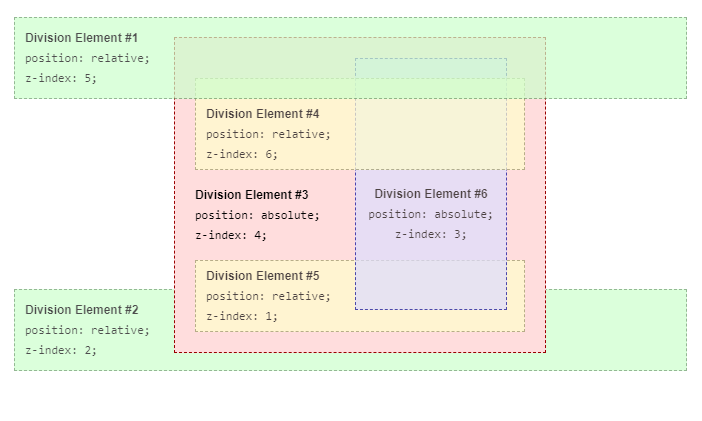 Division Element #1
position: relative;
z-index: 5;
Division Element #4
position: relative;
z-index: 6;
Division Element #3
position: absolute;
z-index: 4;
Division Element #6
position: absolute;
z-index: 3;
Division Element #5
position: relative;
z-index: 1;
Division Element #2
position: relative;
z-index: 2;